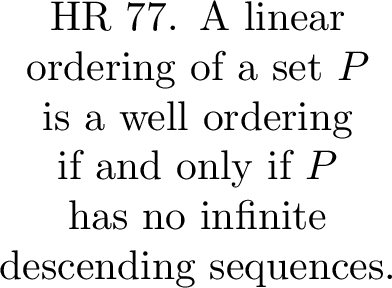 HR 77. A linear
ordering of a set P
is a well ordering
if and only if P
has no infinite
descending sequences.